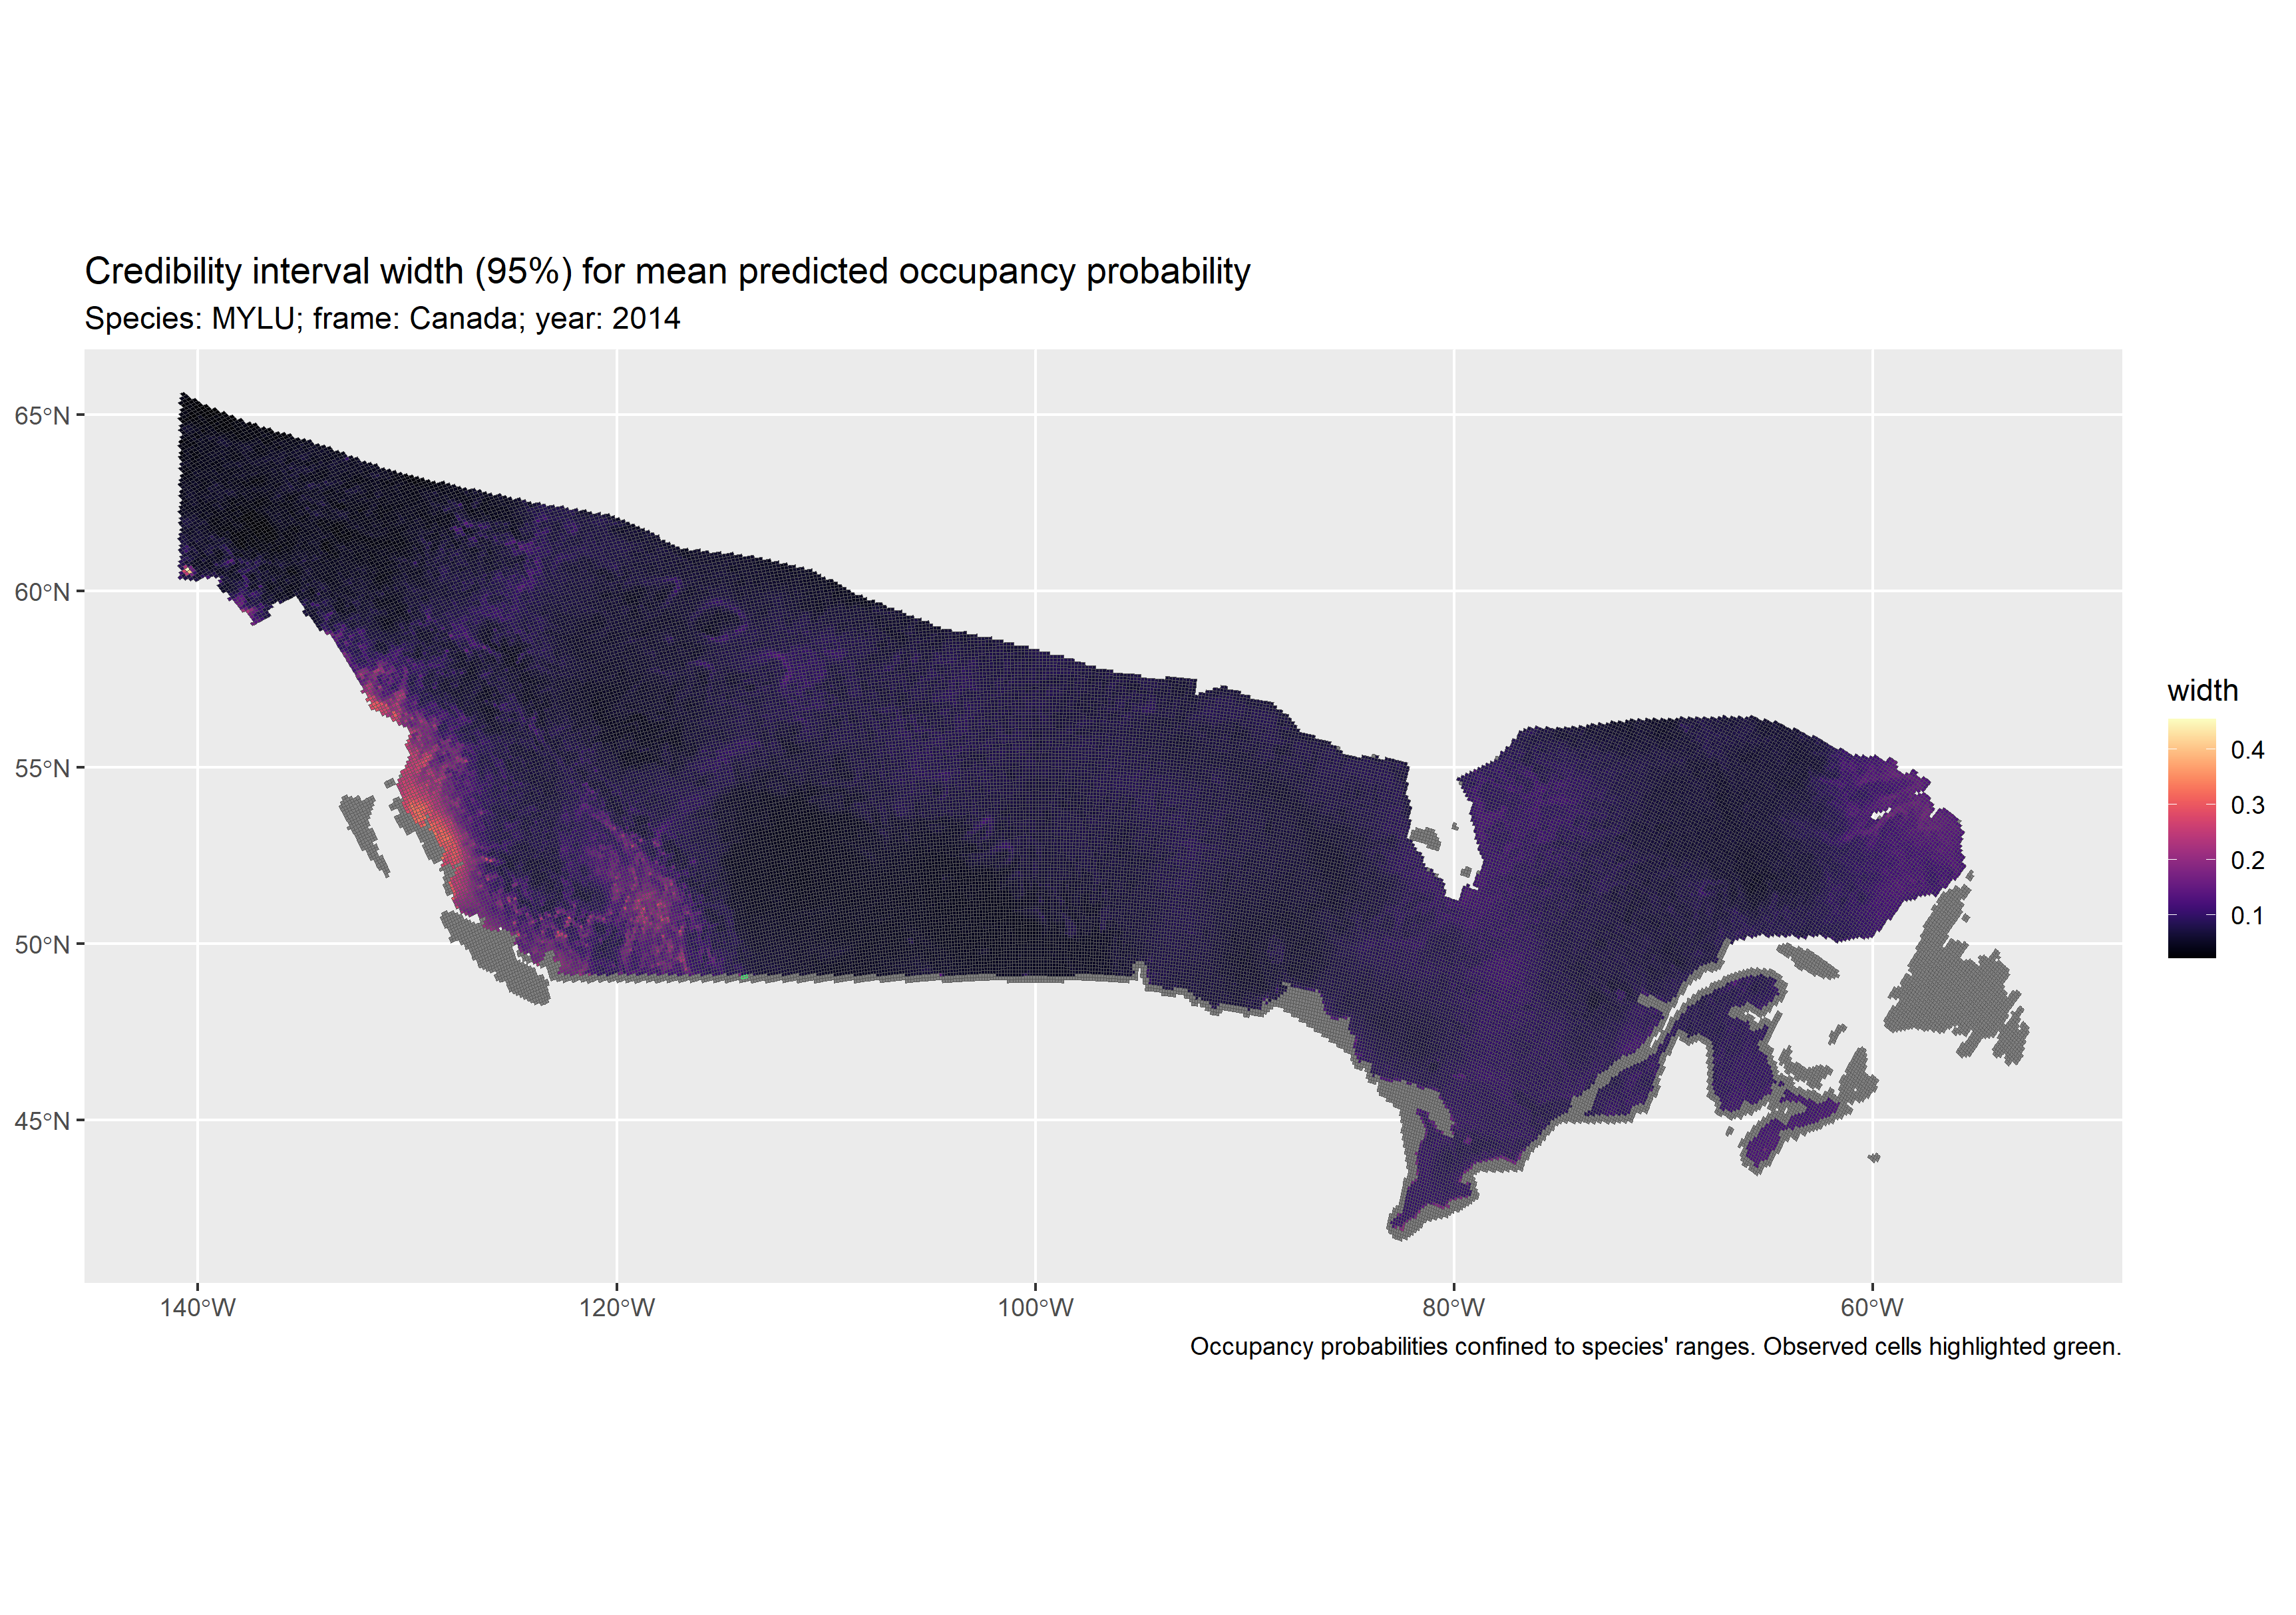 Credibility interval width (95%) for mean predicted occupancy probability
Species: MYLU; frame: Canada; year: 2014
65°N
60°N
55°N
50°N
45°N
140°W
120°W
100°W
80°W
60°W
width
0.4
0.3
0.2
0.1
Occupancy probabilities confined to species' ranges. Observed cells highlighted green.